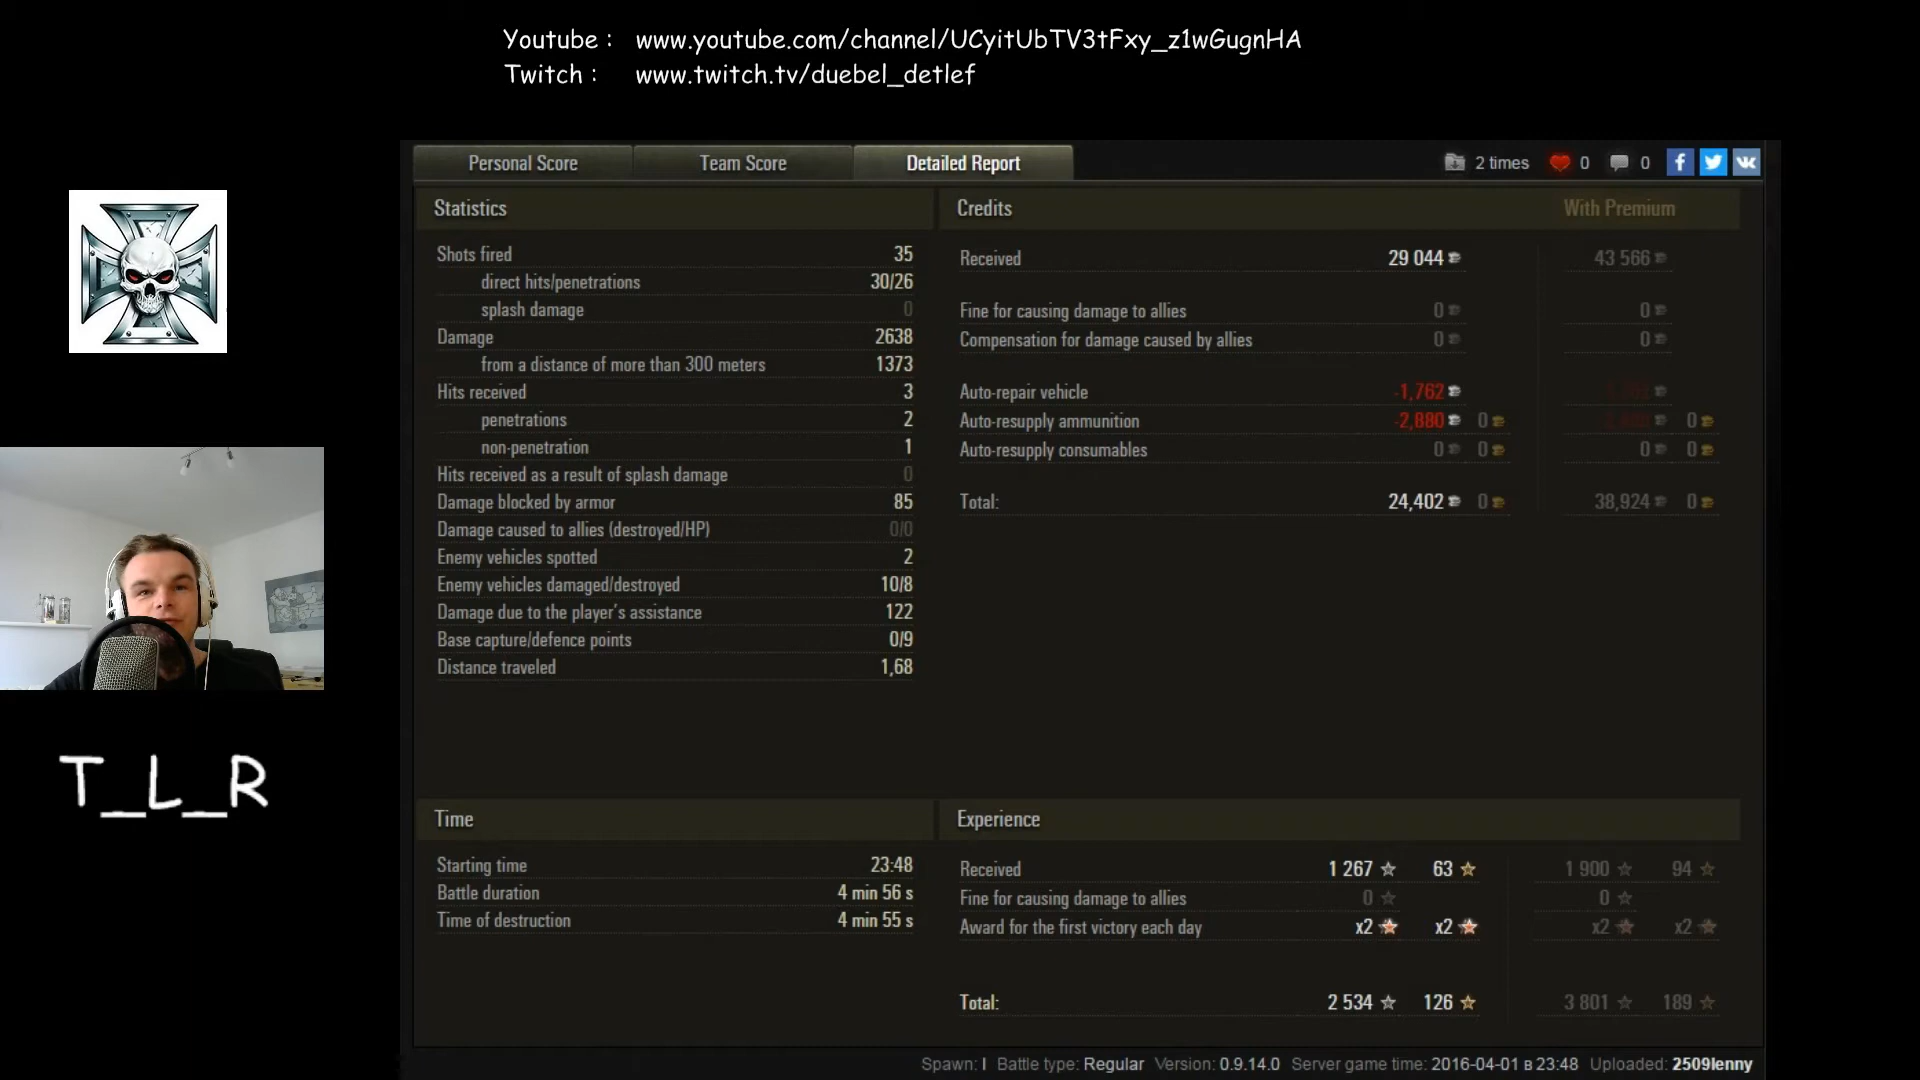 Youtube : www.youtube.com/channel/UCyitUbTV3tFxy_z1wGugnHA
Twitch : www.twitch.tv/duebel_detlef
Personal Score Team Score Detailed Report 2 times 0 0
Statistics Credits With Premium
Shots fired 35
direct hits/penetrations 30/26
splash damage 0
Damage 2638
from a distance of more than 300 meters 1373
Hits received 3
penetrations 2
non-penetration 1
Hits received as a result of splash damage 0
Damage blocked by armor 85
Damage caused to allies (destroyed/HP) 0/0
Enemy vehicles spotted 2
Enemy vehicles damaged/destroyed 10/8
Damage due to the player's assistance 122
Base capture/defence points 0/9
Distance traveled 1,68
Received 29 044 43 566
Fine for causing damage to allies 0 0
Compensation for damage caused by allies 0 0
Auto-repair vehicle -1,762
Auto-resupply ammunition -2,880 0 0
Auto-resupply consumables 0 0 0 0
Total: 24,402 0 38,924 0
T_L_R
Time
Starting time 23:48
Battle duration 4 min 56 s
Time of destruction 4 min 55 s
Experience
Received 1 267 63 1 900 94
Fine for causing damage to allies 0 0
Award for the first victory each day x2 x2 x2 x2
Total: 2 534 126 3 801 189
Spawn: I Battle type: Regular Version: 0.9.14.0 Server game time: 2016-04-01 в 23:48 Uploaded: 2509lenny